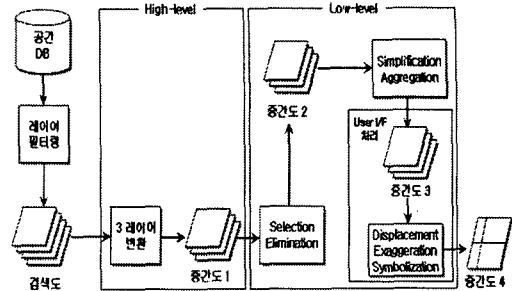 High-level
Low-level
공간
DB
레이어
필터링
검색도
3 레이어
변환
중간도 1
Selection
Elimination
중간도 2
Simplification
Aggregation
User I/F
처리
중간도 3
Displacement
Exaggeration
Symbolization
중간도 4